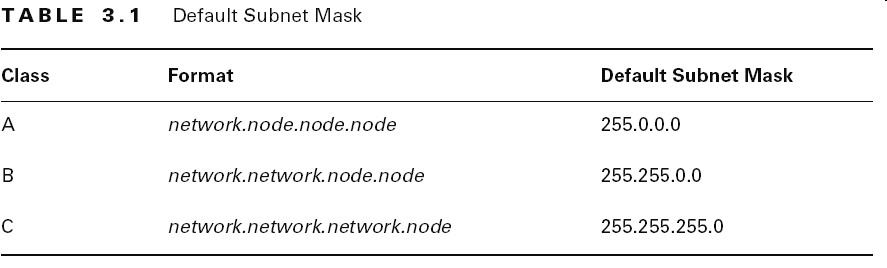 TABLE 3.1 Default Subnet Mask
Class Format Default Subnet Mask
A network.node.node.node 255.0.0.0
B network.network.node.node 255.255.0.0
C network.network.network.node 255.255.255.0